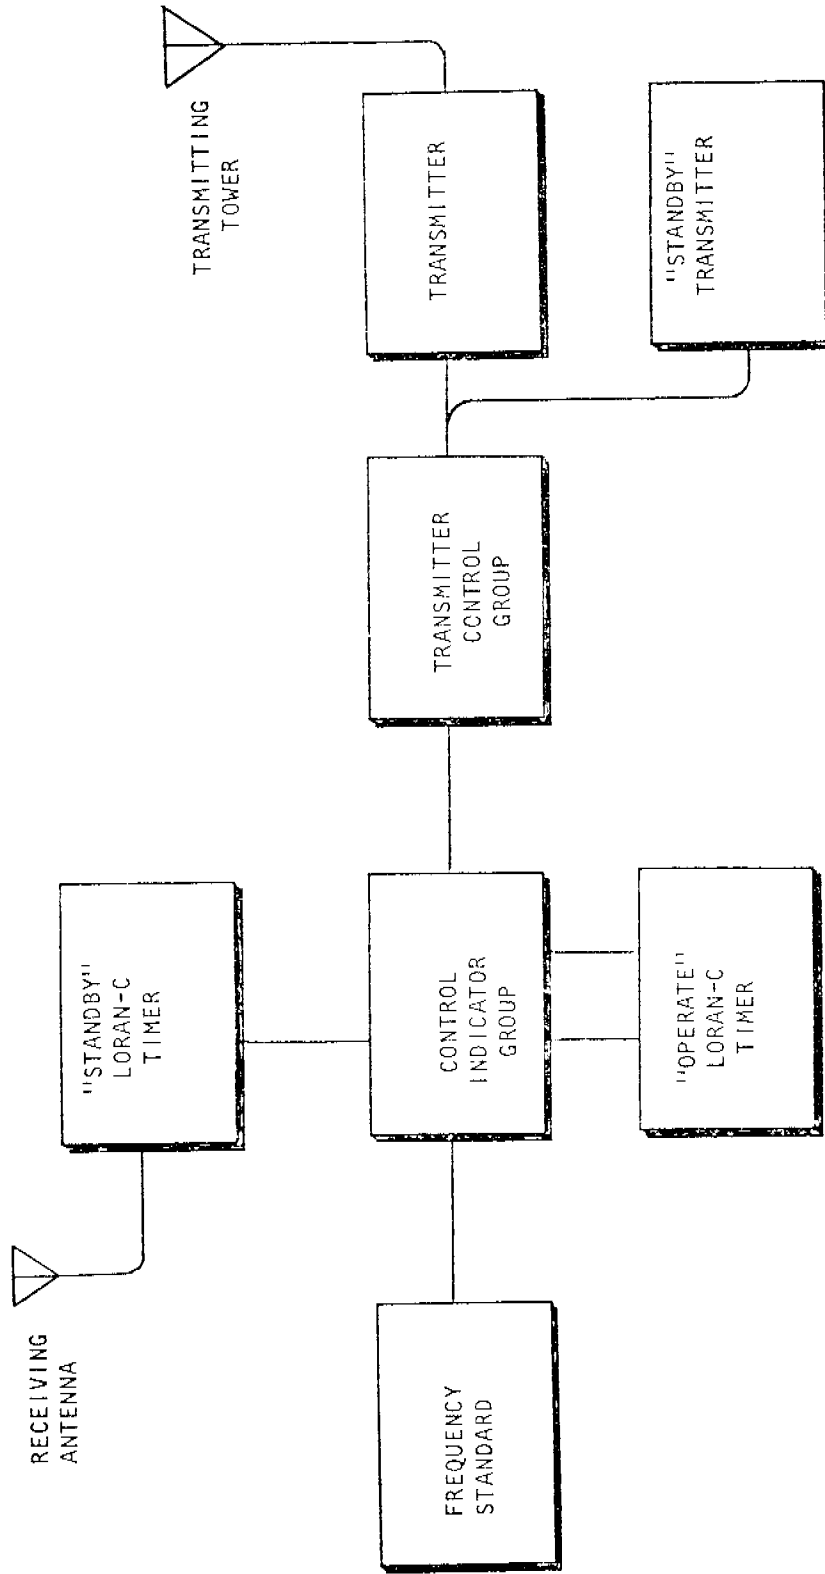 RECEIVING
ANTENNA
TRANSMITTING
TOWER
"STANDBY"
LORAN-C
TIMER
FREQUENCY
STANDARD
CONTROL
INDICATOR
GROUP
TRANSMITTER
CONTROL
GROUP
TRANSMITTER
"OPERATE"
LORAN-C
TIMER
"STANDBY"
TRANSMITTER